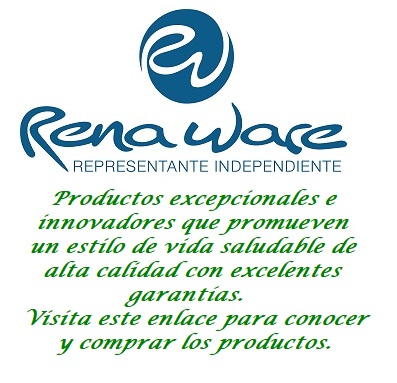 Rena Ware
REPRESENTANTE INDEPENDIENTE
Productos excepcionales e
innovadores que promueven
un estilo de vida saludable de
alta calidad con excelentes
garantías.
Visita este enlace para conocer
y comprar los productos.